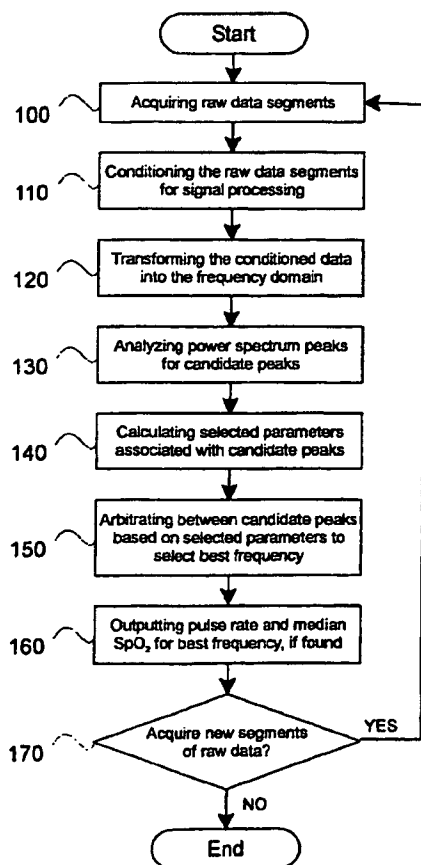 Start
100
Acquiring raw data segments
110
Conditioning the raw data segments
for signal processing
120
Transforming the conditioned data
into the frequency domain
130
Analyzing power spectrum peaks
for candidate peaks
140
Calculating selected parameters
associated with candidate peaks
150
Arbitrating between candidate peaks
based on selected parameters to
select best frequency
160
Outputting pulse rate and median
SpO₂ for best frequency, if found
170
Acquire new segments
of raw data?
YES
NO
End